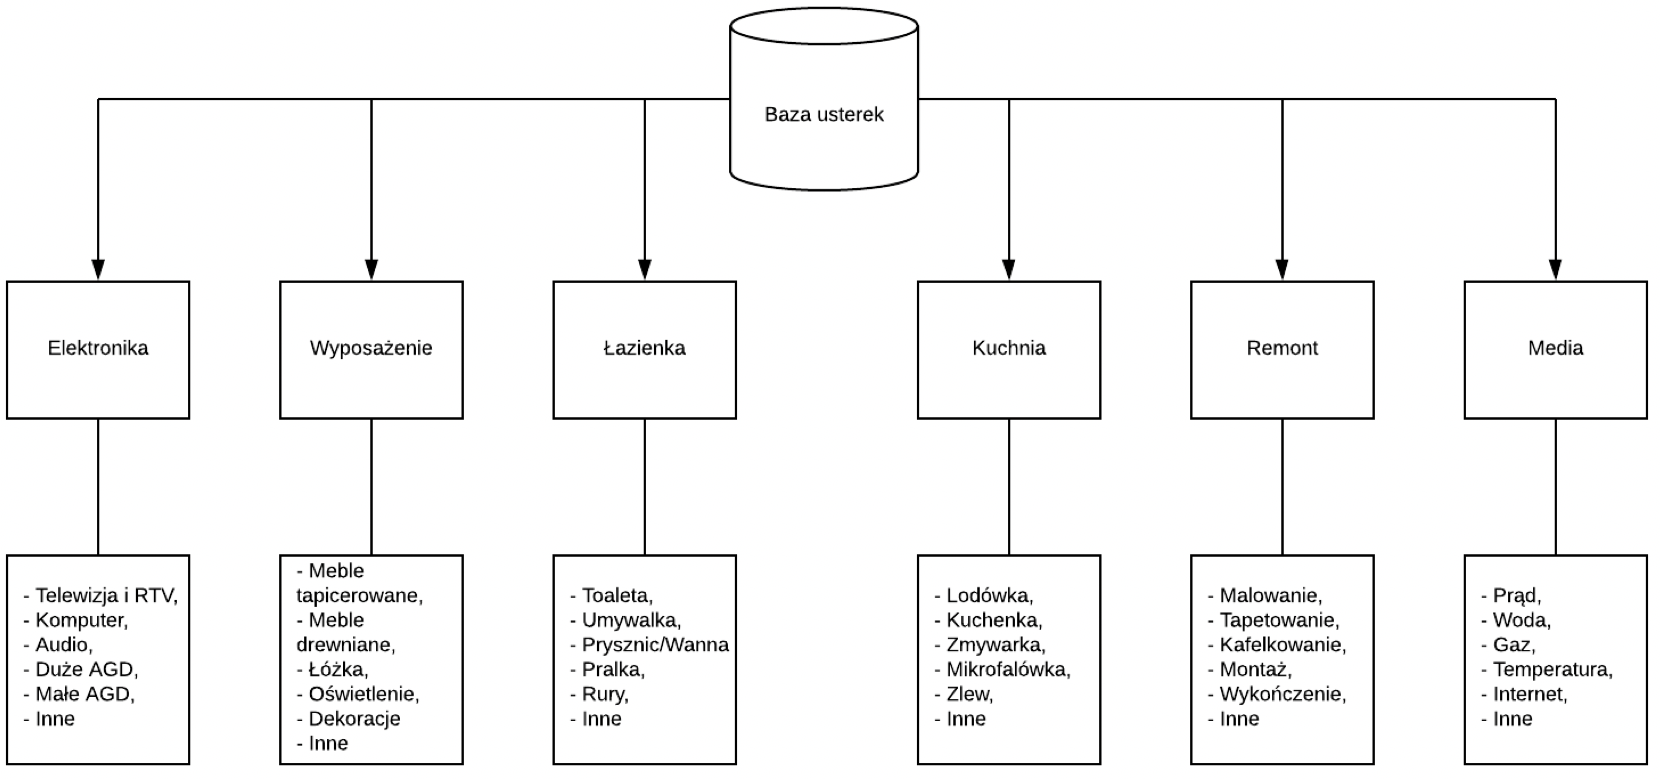 Baza usterek
Elektronika
Wyposażenie
Łazienka
Kuchnia
Remont
Media
- Telewizja i RTV,
- Komputer,
- Audio,
- Duże AGD,
- Małe AGD,
- Inne
- Meble
tapicerowane,
- Meble
drewniane,
- Łóżka,
- Oświetlenie,
- Dekoracje
- Inne
- Toaleta,
- Umywalka,
- Prysznic/Wanna
- Pralka,
- Rury,
- Inne
- Lodówka,
- Kuchenka,
- Zmywarka,
- Mikrofalówka,
- Zlew,
- Inne
- Malowanie,
- Tapetowanie,
- Kafelkowanie,
- Montaż,
- Wykończenie,
- Inne
- Prąd,
- Woda,
- Gaz,
- Temperatura,
- Internet,
- Inne